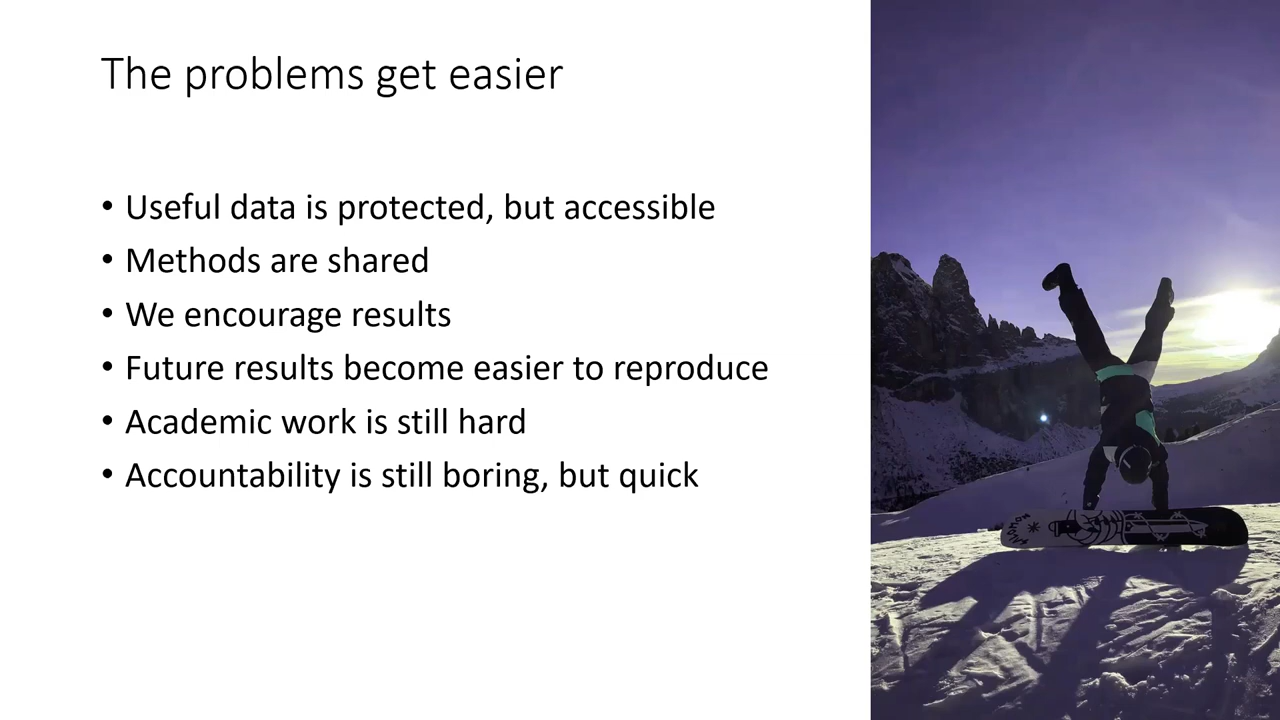 The problems get easier
• Useful data is protected, but accessible
• Methods are shared
• We encourage results
• Future results become easier to reproduce
• Academic work is still hard
• Accountability is still boring, but quick